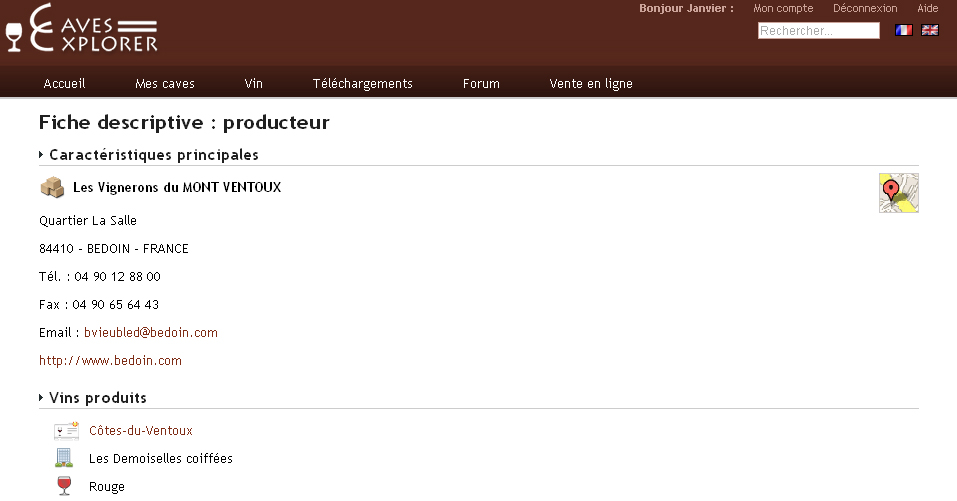 Bonjour Janvier : Mon compte Déconnexion Aide
CAVES EXPLORER
Rechercher...
Accueil Mes caves Vin Téléchargements Forum Vente en ligne
Fiche descriptive : producteur
Caractéristiques principales
Les Vignerons du MONT VENTOUX
Quartier La Salle
84410 - BEDOIN - FRANCE
Tél. : 04 90 12 88 00
Fax : 04 90 65 64 43
Email : bvieubled@bedoin.com
http://www.bedoin.com
Vins produits
Côtes-du-Ventoux
Les Demoiselles coiffées
Rouge